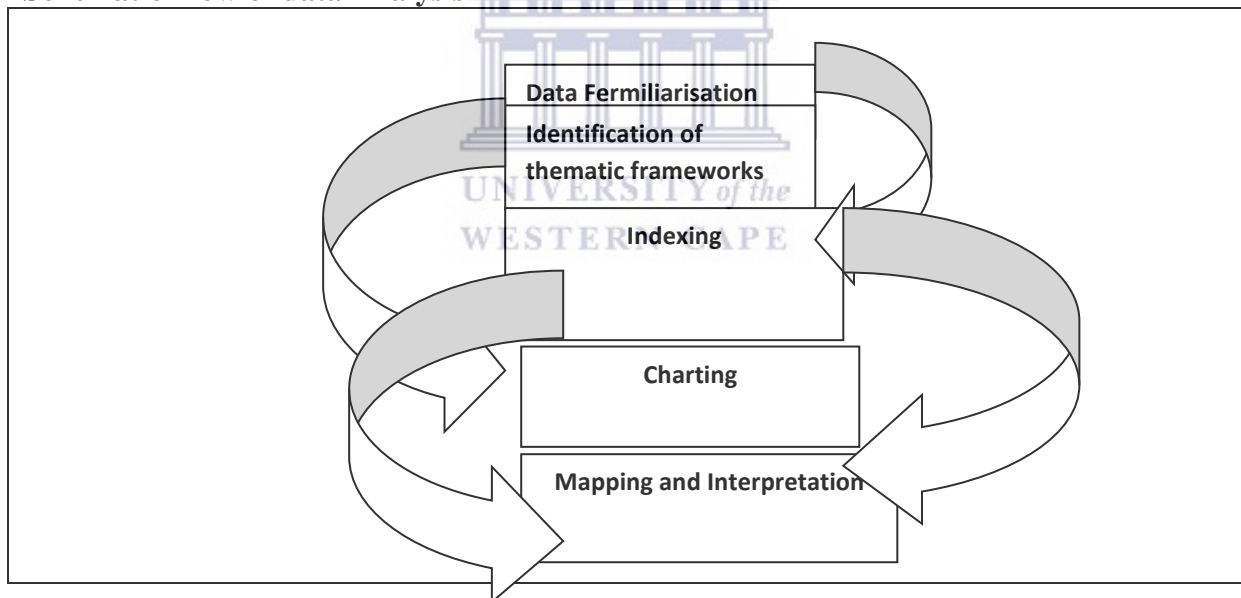 Data Fermiliarisation
Identification of
thematic frameworks
UNIVERSITY of the
WESTERN CAPE
Indexing
Charting
Mapping and Interpretation